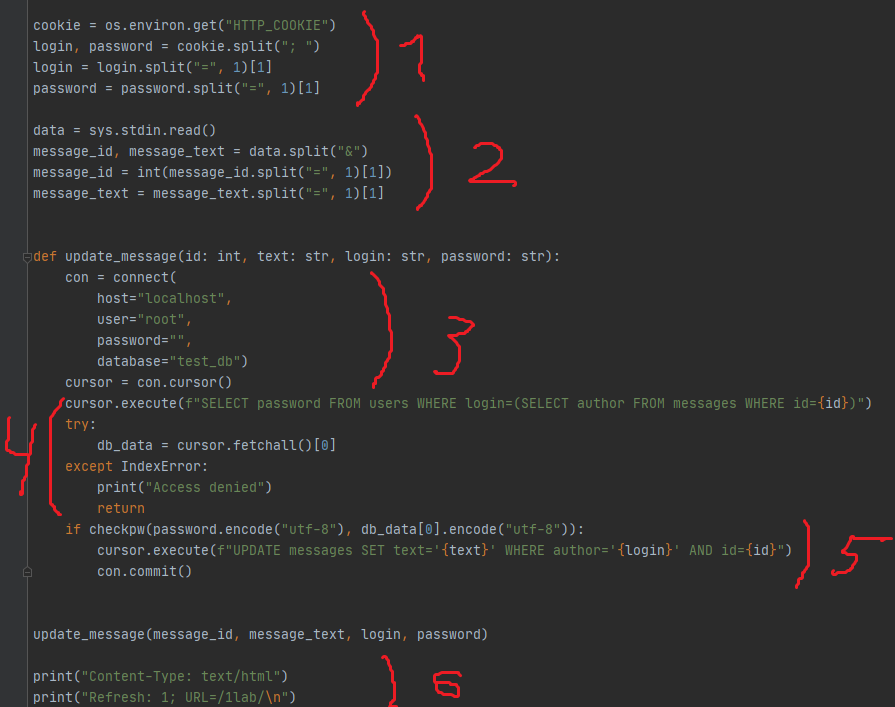 cookie = os.environ.get("HTTP_COOKIE")
login, password = cookie.split("; ")
login = login.split("=", 1)[1]
password = password.split("=", 1)[1]
1
data = sys.stdin.read()
message_id, message_text = data.split("&")
message_id = int(message_id.split("=", 1)[1])
message_text = message_text.split("=", 1)[1]
2
def update_message(id: int, text: str, login: str, password: str):
    con = connect(
        host="localhost",
        user="root",
        password="",
        database="test_db")
    cursor = con.cursor()
3
    cursor.execute(f"SELECT password FROM users WHERE login=(SELECT author FROM messages WHERE id={id})")
    try:
        db_data = cursor.fetchall()[0]
    except IndexError:
        print("Access denied")
        return
4
    if checkpw(password.encode("utf-8"), db_data[0].encode("utf-8")):
        cursor.execute(f"UPDATE messages SET text='{text}' WHERE author='{login}' AND id={id}")
        con.commit()
5
update_message(message_id, message_text, login, password)
print("Content-Type: text/html")
print("Refresh: 1; URL=/1lab/\n")
6